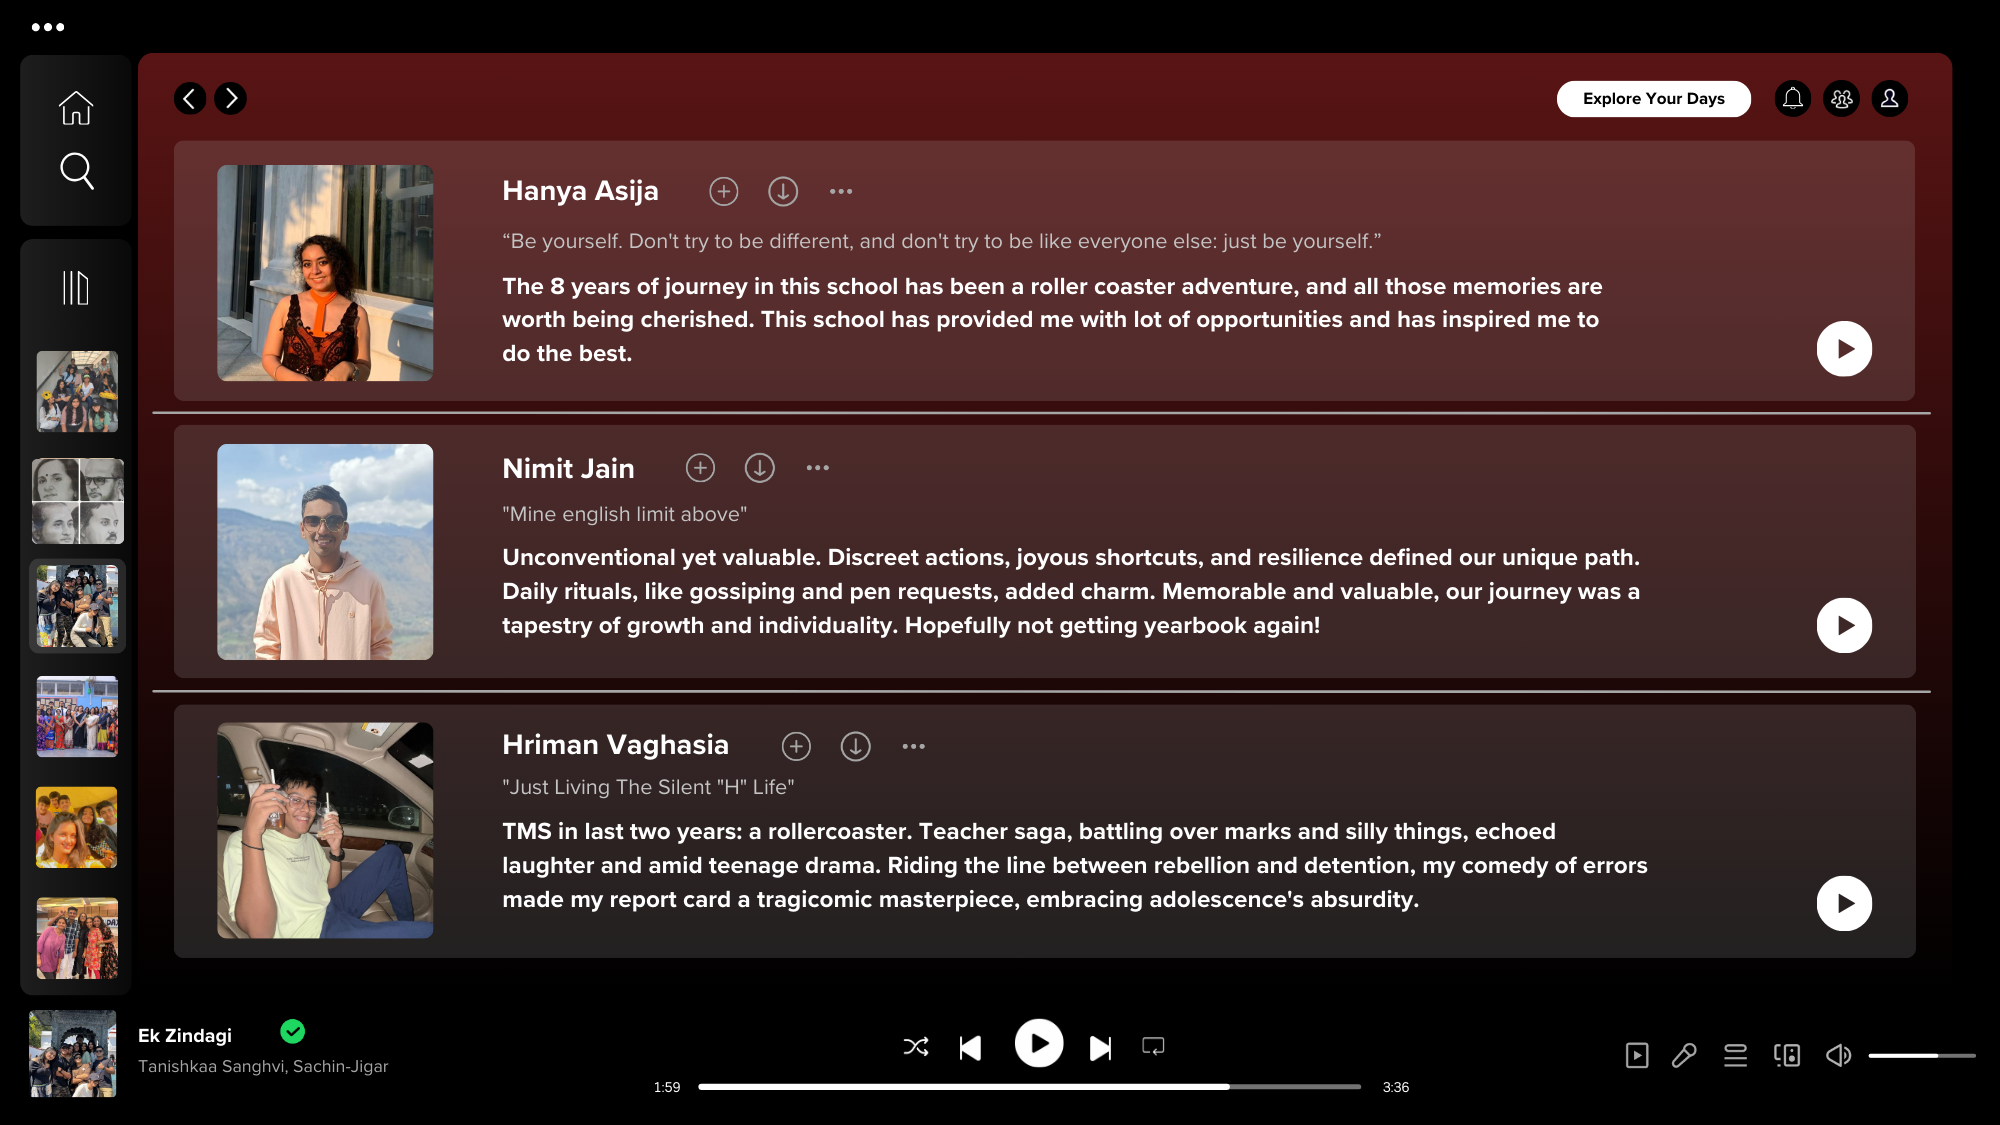 Explore Your Days
Hanya Asija
“Be yourself. Don't try to be different, and don't try to be like everyone else: just be yourself.”
The 8 years of journey in this school has been a roller coaster adventure, and all those memories are
worth being cherished. This school has provided me with lot of opportunities and has inspired me to
do the best.
Nimit Jain
"Mine english limit above"
Unconventional yet valuable. Discreet actions, joyous shortcuts, and resilience defined our unique path.
Daily rituals, like gossiping and pen requests, added charm. Memorable and valuable, our journey was a
tapestry of growth and individuality. Hopefully not getting yearbook again!
Hriman Vaghasia
"Just Living The Silent "H" Life"
TMS in last two years: a rollercoaster. Teacher saga, battling over marks and silly things, echoed
laughter and amid teenage drama. Riding the line between rebellion and detention, my comedy of errors
made my report card a tragicomic masterpiece, embracing adolescence's absurdity.
Ek Zindagi
Tanishkaa Sanghvi, Sachin-Jigar
1:59
3:36